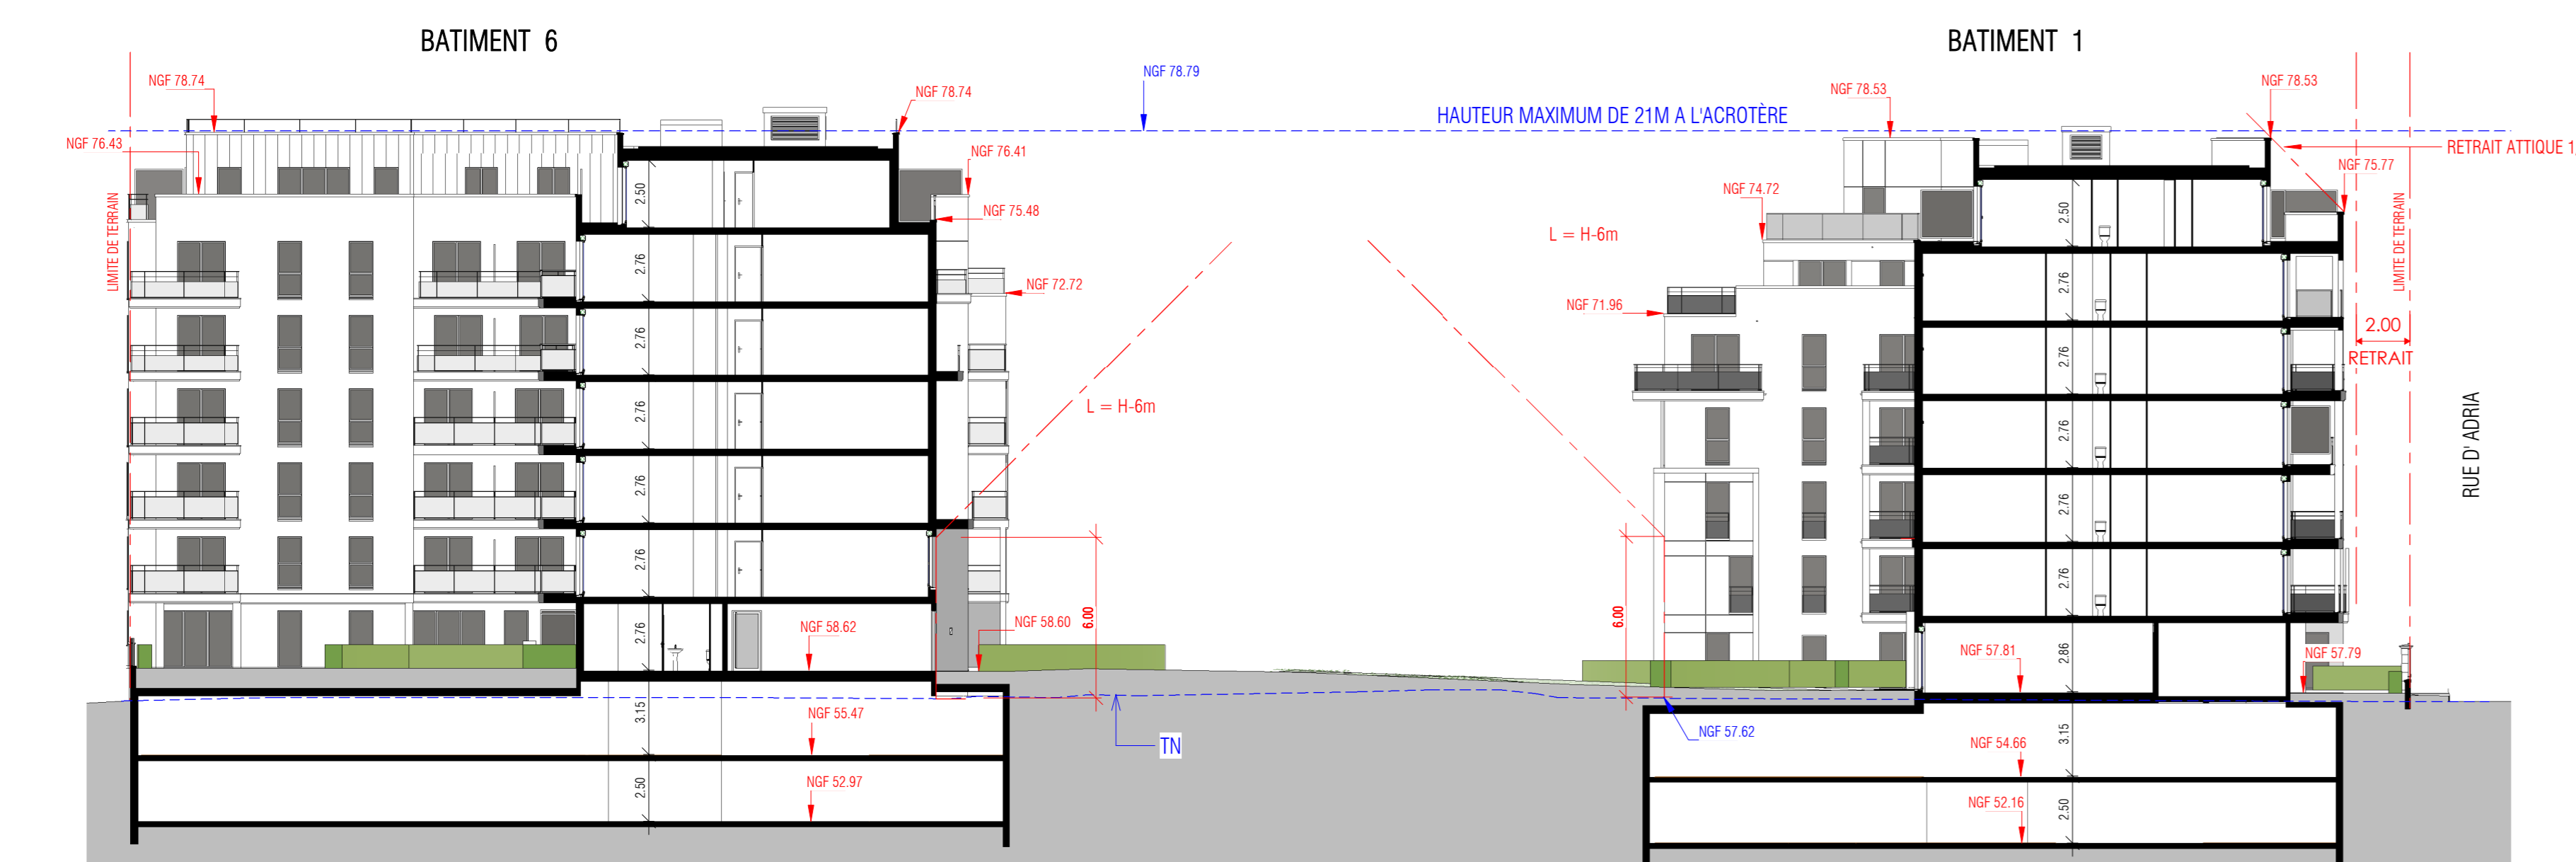 BATIMENT 6
BATIMENT 1
NGF 78.74
NGF 78.74
NGF 78.79
NGF 78.53
NGF 78.53
HAUTEUR MAXIMUM DE 21M A L'ACROTÈRE
NGF 76.43
NGF 76.41
RETRAIT ATTIQUE 1
NGF 75.77
NGF 74.72
NGF 75.48
LIMITE DE TERRAIN
LIMITE DE TERRAIN
2.50
2.50
L = H-6m
2.76
2.76
NGF 72.72
NGF 71.96
2.00
RETRAIT
2.76
2.76
L = H-6m
RUE D' ADRIA
2.76
2.76
2.76
2.76
2.76
2.76
6.00
6.00
NGF 58.62
NGF 58.60
2.76
2.86
NGF 57.81
NGF 57.79
NGF 55.47
3.15
TN
NGF 57.62
NGF 54.66
3.15
NGF 52.97
2.50
NGF 52.16
2.50